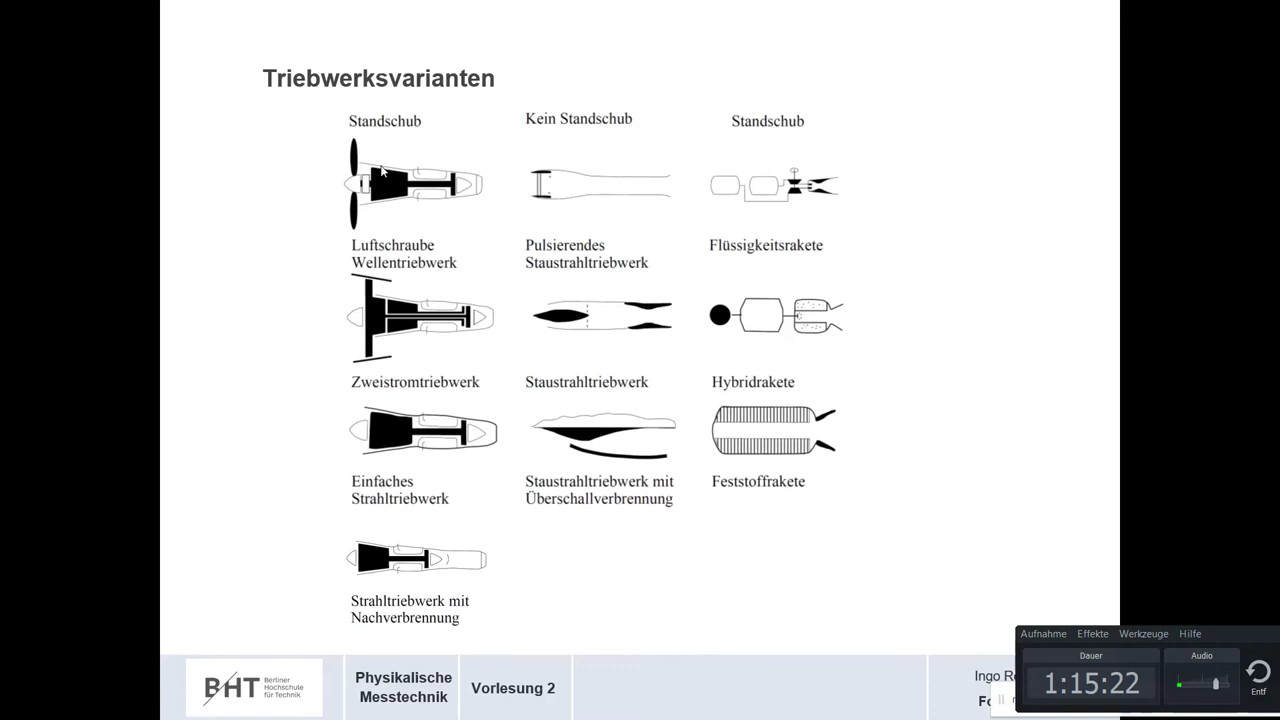 Triebwerksvarianten
Standschub
Kein Standschub
Standschub
Luftschraube
Wellentriebwerk
Pulsierendes
Staustrahltriebwerk
Flüssigkeitsrakete
Zweistromtriebwerk
Staustrahltriebwerk
Hybridrakete
Einfaches
Strahltriebwerk
Staustrahltriebwerk mit
Überschallverbrennung
Feststoffrakete
Strahltriebwerk mit
Nachverbrennung
BHT
Berliner
Hochschule
für Technik
Physikalische
Messtechnik
Vorlesung 2
Ingo
Aufnahme Effekte Werkzeuge Hilfe
Dauer
Audio
1:15:22
Entf